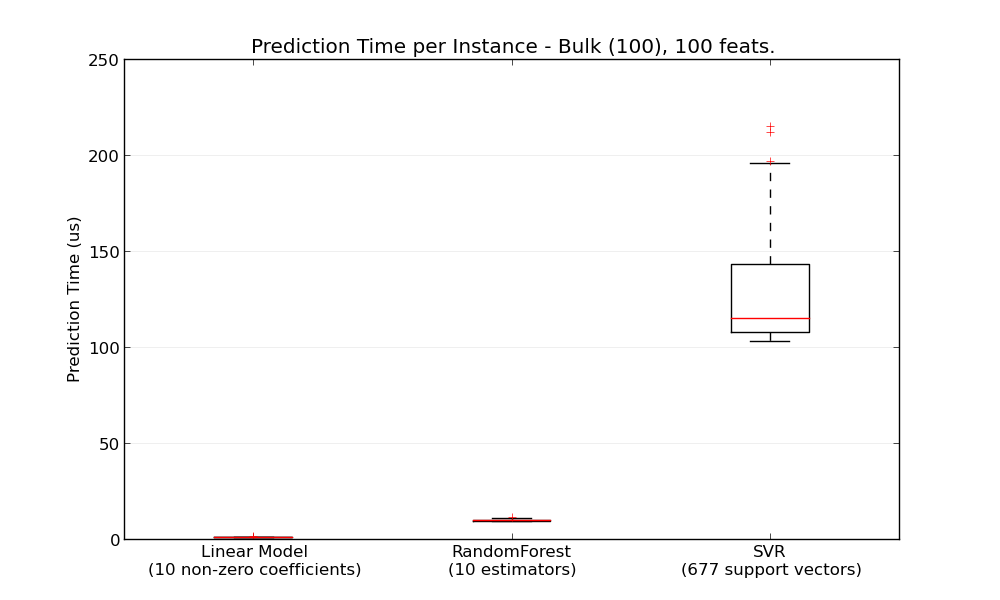 Prediction Time per Instance - Bulk (100), 100 feats.
Prediction Time (us)
250
200
150
100
50
0
Linear Model
(10 non-zero coefficients)
RandomForest
(10 estimators)
SVR
(677 support vectors)